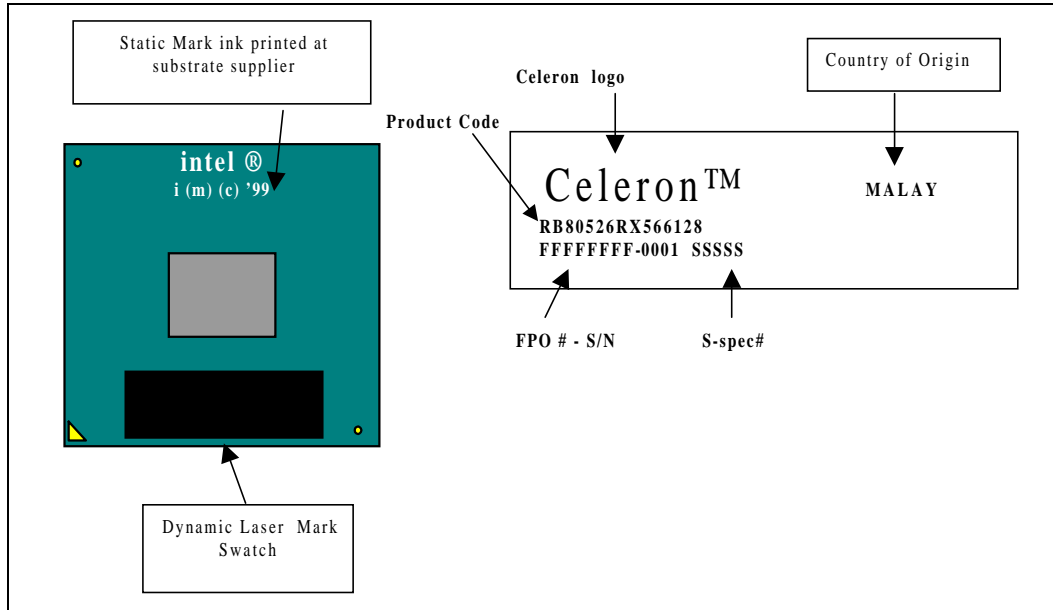 Static Mark ink printed at
substrate supplier
intel ®
i (m) (c) '99
Dynamic Laser Mark
Swatch
Celeron logo
Product Code
Country of Origin
Celeron™
MALAY
RB80526RX566128
FFFFFFFF-0001 SSSSS
FPO # - S/N
S-spec#